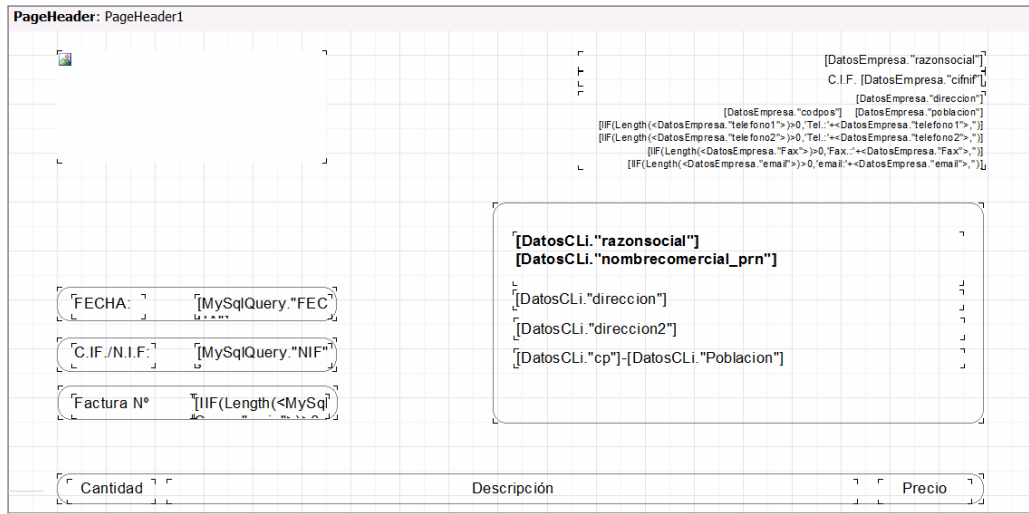 PageHeader: PageHeader1
[DatosEmpresa."razonsocial"]
C.I.F. [DatosEmpresa."cifnif"]
[DatosEmpresa."direccion"]
[DatosEmpresa."codpos"] [DatosEmpresa."poblacion"]
[IIF(Length(<DatosEmpresa."telefono1">)>0,'Tel.:'+<DatosEmpresa."telefono1">,'')]
[IIF(Length(<DatosEmpresa."telefono2">)>0,'Tel.:'+<DatosEmpresa."telefono2">,'')]
[IIF(Length(<DatosEmpresa."Fax">)>0,'Fax.:'+<DatosEmpresa."Fax">,'')]
[IIF(Length(<DatosEmpresa."email">)>0,'email:'+<DatosEmpresa."email">,'')]
[DatosCLi."razonsocial"]
[DatosCLi."nombrecomercial_prn"]
[DatosCLi."direccion"]
[DatosCLi."direccion2"]
[DatosCLi."cp"]-[DatosCLi."Poblacion"]
FECHA: [MySqlQuery."FEC
C.IF./N.I.F: [MySqlQuery."NIF"
Factura Nº [IIF(Length(<MySql
Cantidad Descripción Precio